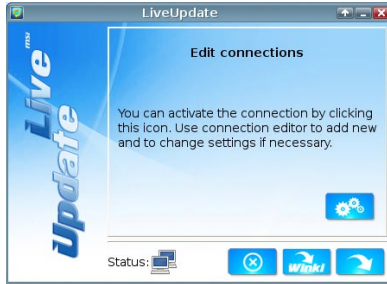 LiveUpdate
msi
Live
Update
Edit connections
You can activate the connection by clicking
this icon. Use connection editor to add new
and to change settings if necessary.
Status:
Winki